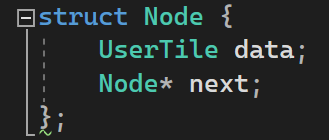 struct Node {
UserTile data;
Node* next;
};